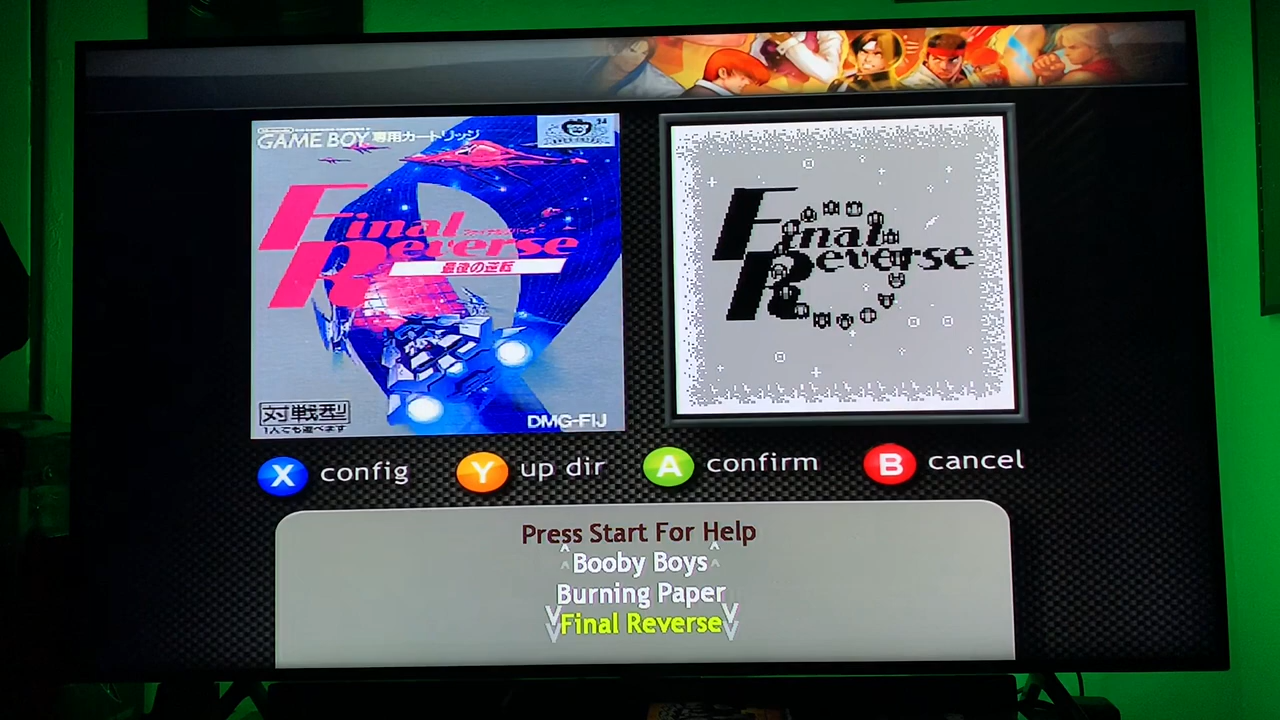 GAME BOY 専用カートリッジ
Final
ファイナルリバース
Reverse
最後の逆転
対戦型
1人でも遊べます
DMG-FIJ
Final
Reverse
X config
Y up dir
A confirm
B cancel
Press Start For Help
Booby Boys
Burning Paper
Final Reverse